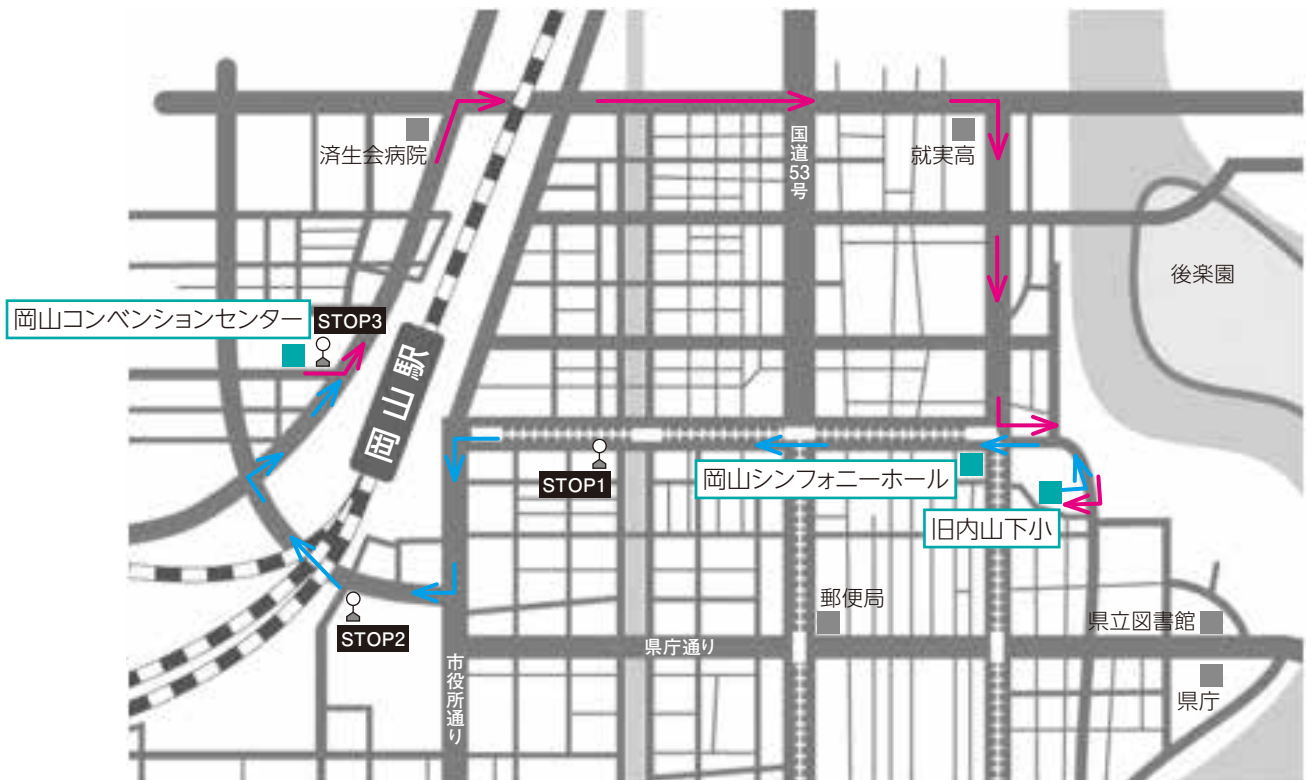 済生会病院
国道53号
就実高
後楽園
岡山コンベンションセンター
STOP3
岡山駅
STOP1
岡山シンフォニーホール
旧内山下小
STOP2
郵便局
県立図書館
県庁通り
市役所通り
県庁